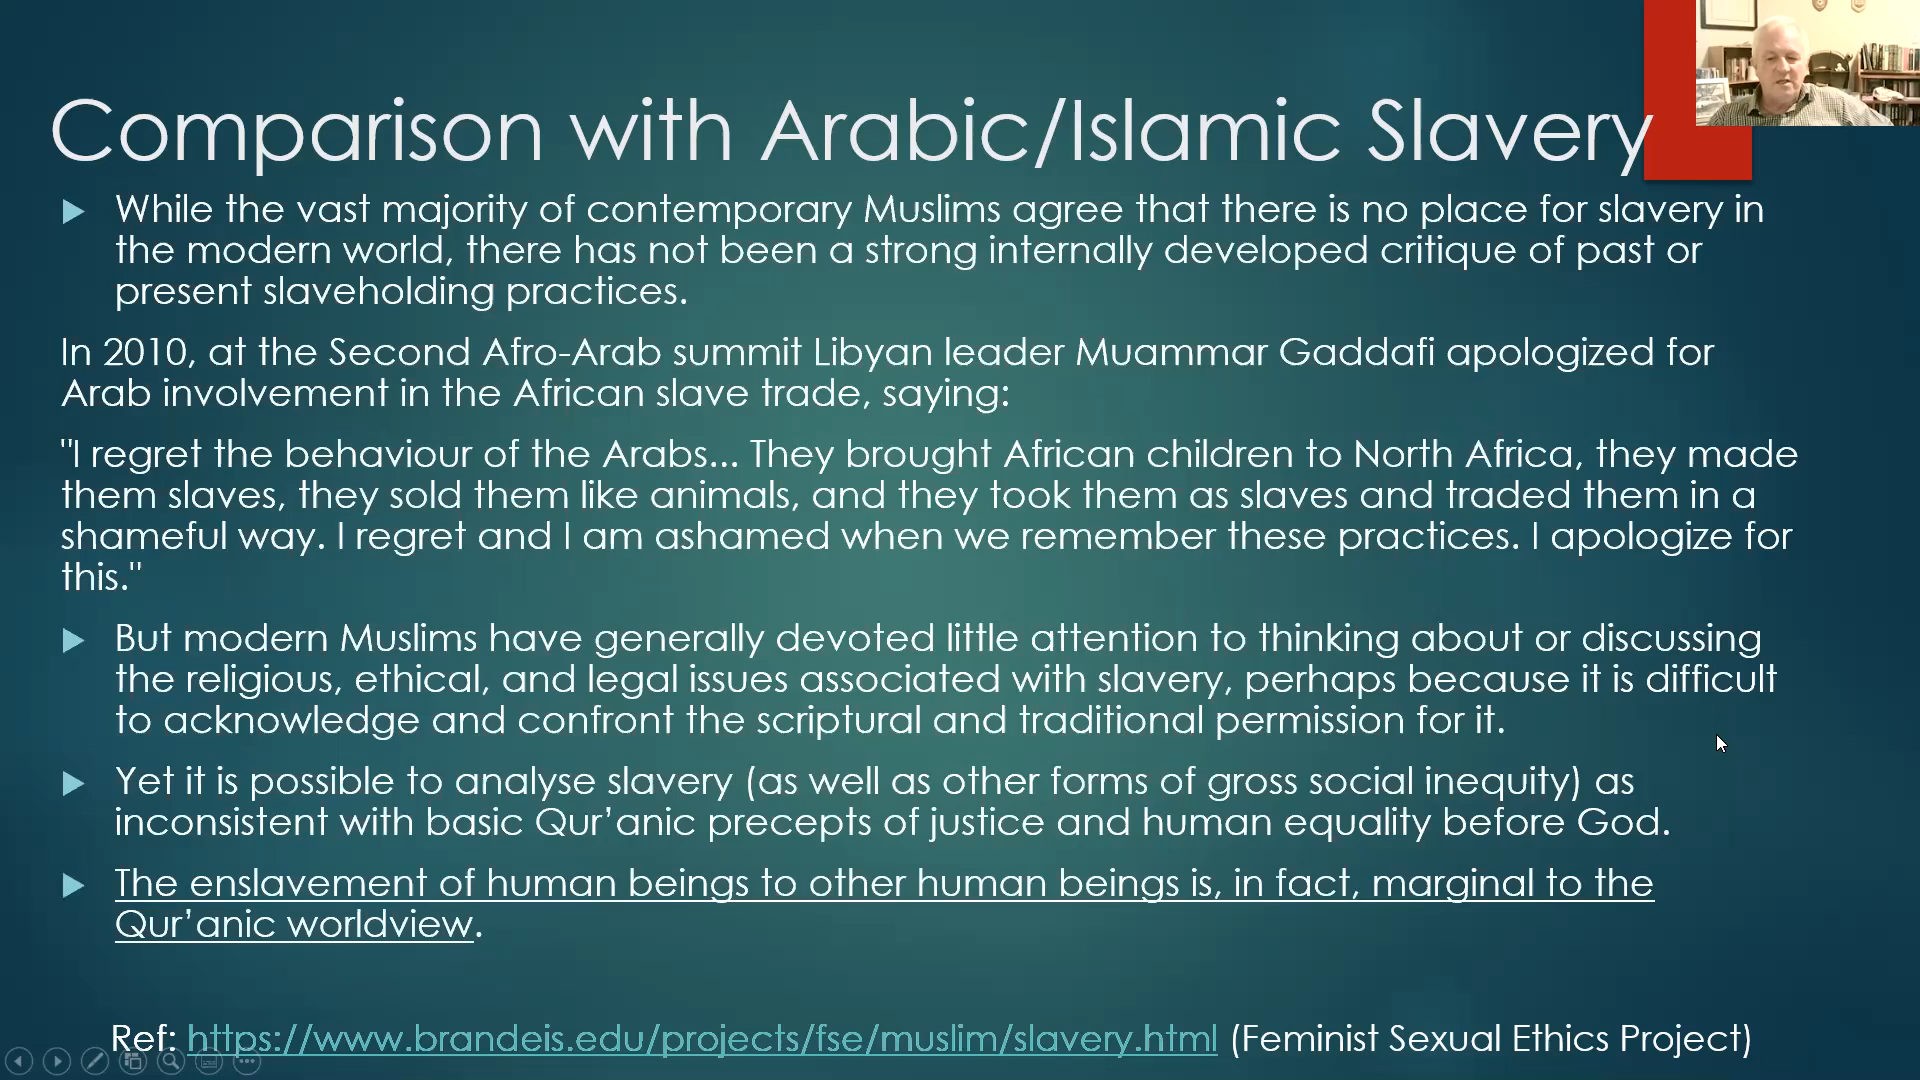 Comparison with Arabic/Islamic Slavery
While the vast majority of contemporary Muslims agree that there is no place for slavery in
the modern world, there has not been a strong internally developed critique of past or
present slaveholding practices.
In 2010, at the Second Afro-Arab summit Libyan leader Muammar Gaddafi apologized for
Arab involvement in the African slave trade, saying:
"I regret the behaviour of the Arabs... They brought African children to North Africa, they made
them slaves, they sold them like animals, and they took them as slaves and traded them in a
shameful way. I regret and I am ashamed when we remember these practices. I apologize for
this."
But modern Muslims have generally devoted little attention to thinking about or discussing
the religious, ethical, and legal issues associated with slavery, perhaps because it is difficult
to acknowledge and confront the scriptural and traditional permission for it.
Yet it is possible to analyse slavery (as well as other forms of gross social inequity) as
inconsistent with basic Qur’anic precepts of justice and human equality before God.
The enslavement of human beings to other human beings is, in fact, marginal to the
Qur’anic worldview.
Ref: https://www.brandeis.edu/projects/fse/muslim/slavery.html (Feminist Sexual Ethics Project)